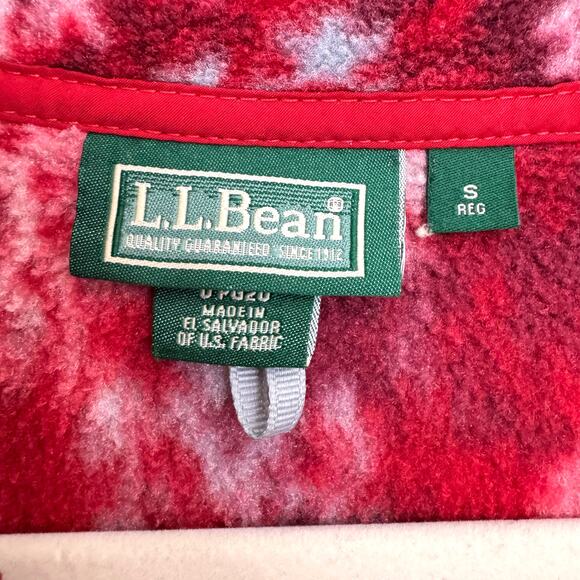 L.L.Bean®
QUALITY GUARANTEED SINCE 1912
S
REG
MADE IN
EL SALVADOR
OF U.S. FABRIC